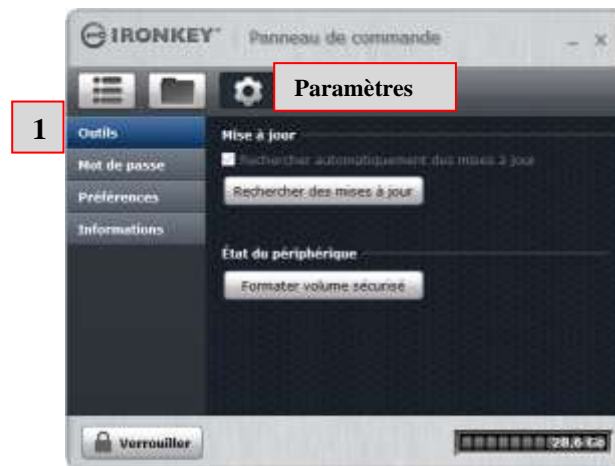 IRONKEY Panneau de commande
Paramètres
1
Outils
Mot de passe
Préférences
Informations
Mise à jour
Rechercher automatiquement des mises à jour
Rechercher des mises à jour
État du périphérique
Formater volume sécurisé
Verrouiller
28.6 Go